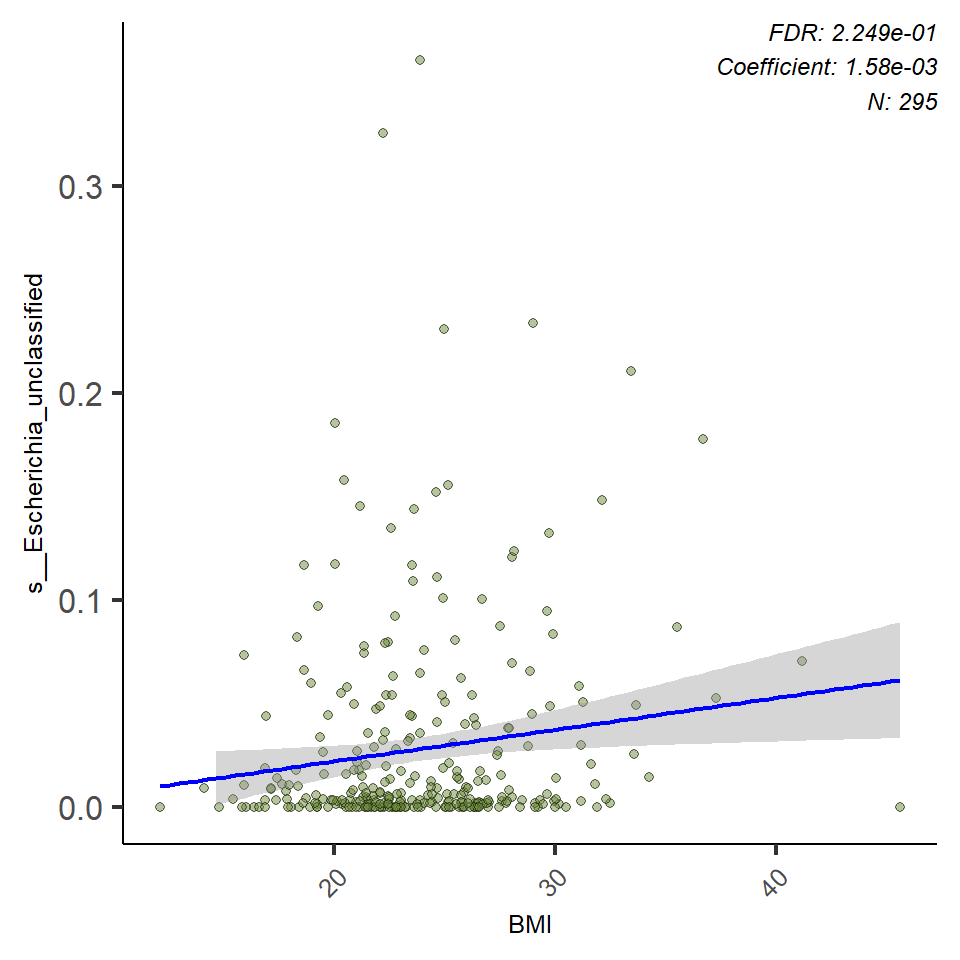 FDR: 2.249e-01
Coefficient: 1.58e-03
N: 295
s__Escherichia_unclassified
0.3
0.2
0.1
0.0
20
30
40
BMI